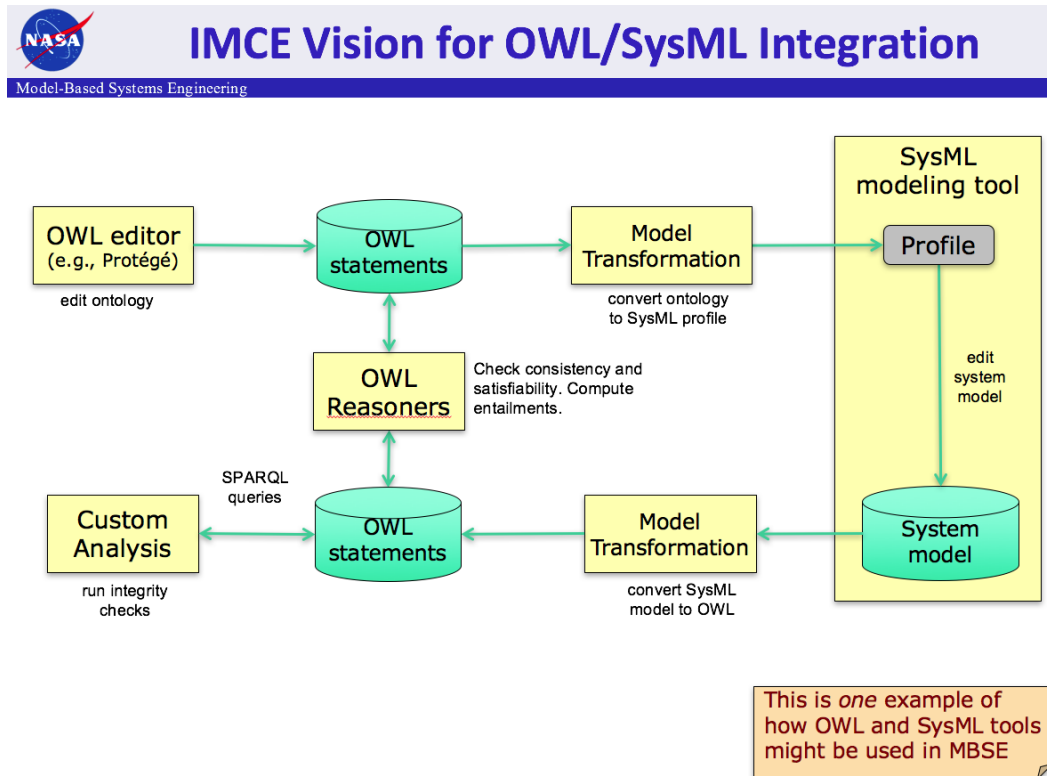 NASA
IMCE Vision for OWL/SysML Integration
Model-Based Systems Engineering
SysML
modeling tool
OWL editor
(e.g., Protégé)
edit ontology
OWL
statements
Model
Transformation
convert ontology
to SysML profile
Profile
OWL
Reasoners
Check consistency and
satisfiability. Compute
entailments.
edit
system
model
SPARQL
queries
Custom
Analysis
run integrity
checks
OWL
statements
Model
Transformation
convert SysML
model to OWL
System
model
This is one example of
how OWL and SysML tools
might be used in MBSE